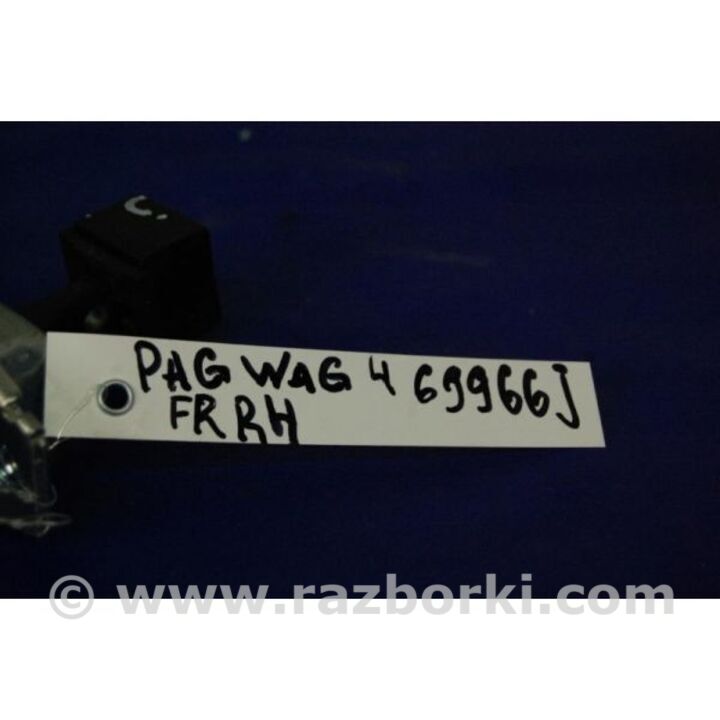 C.
PAG WAG 4 69966J
FR RH
© www.razborki.com